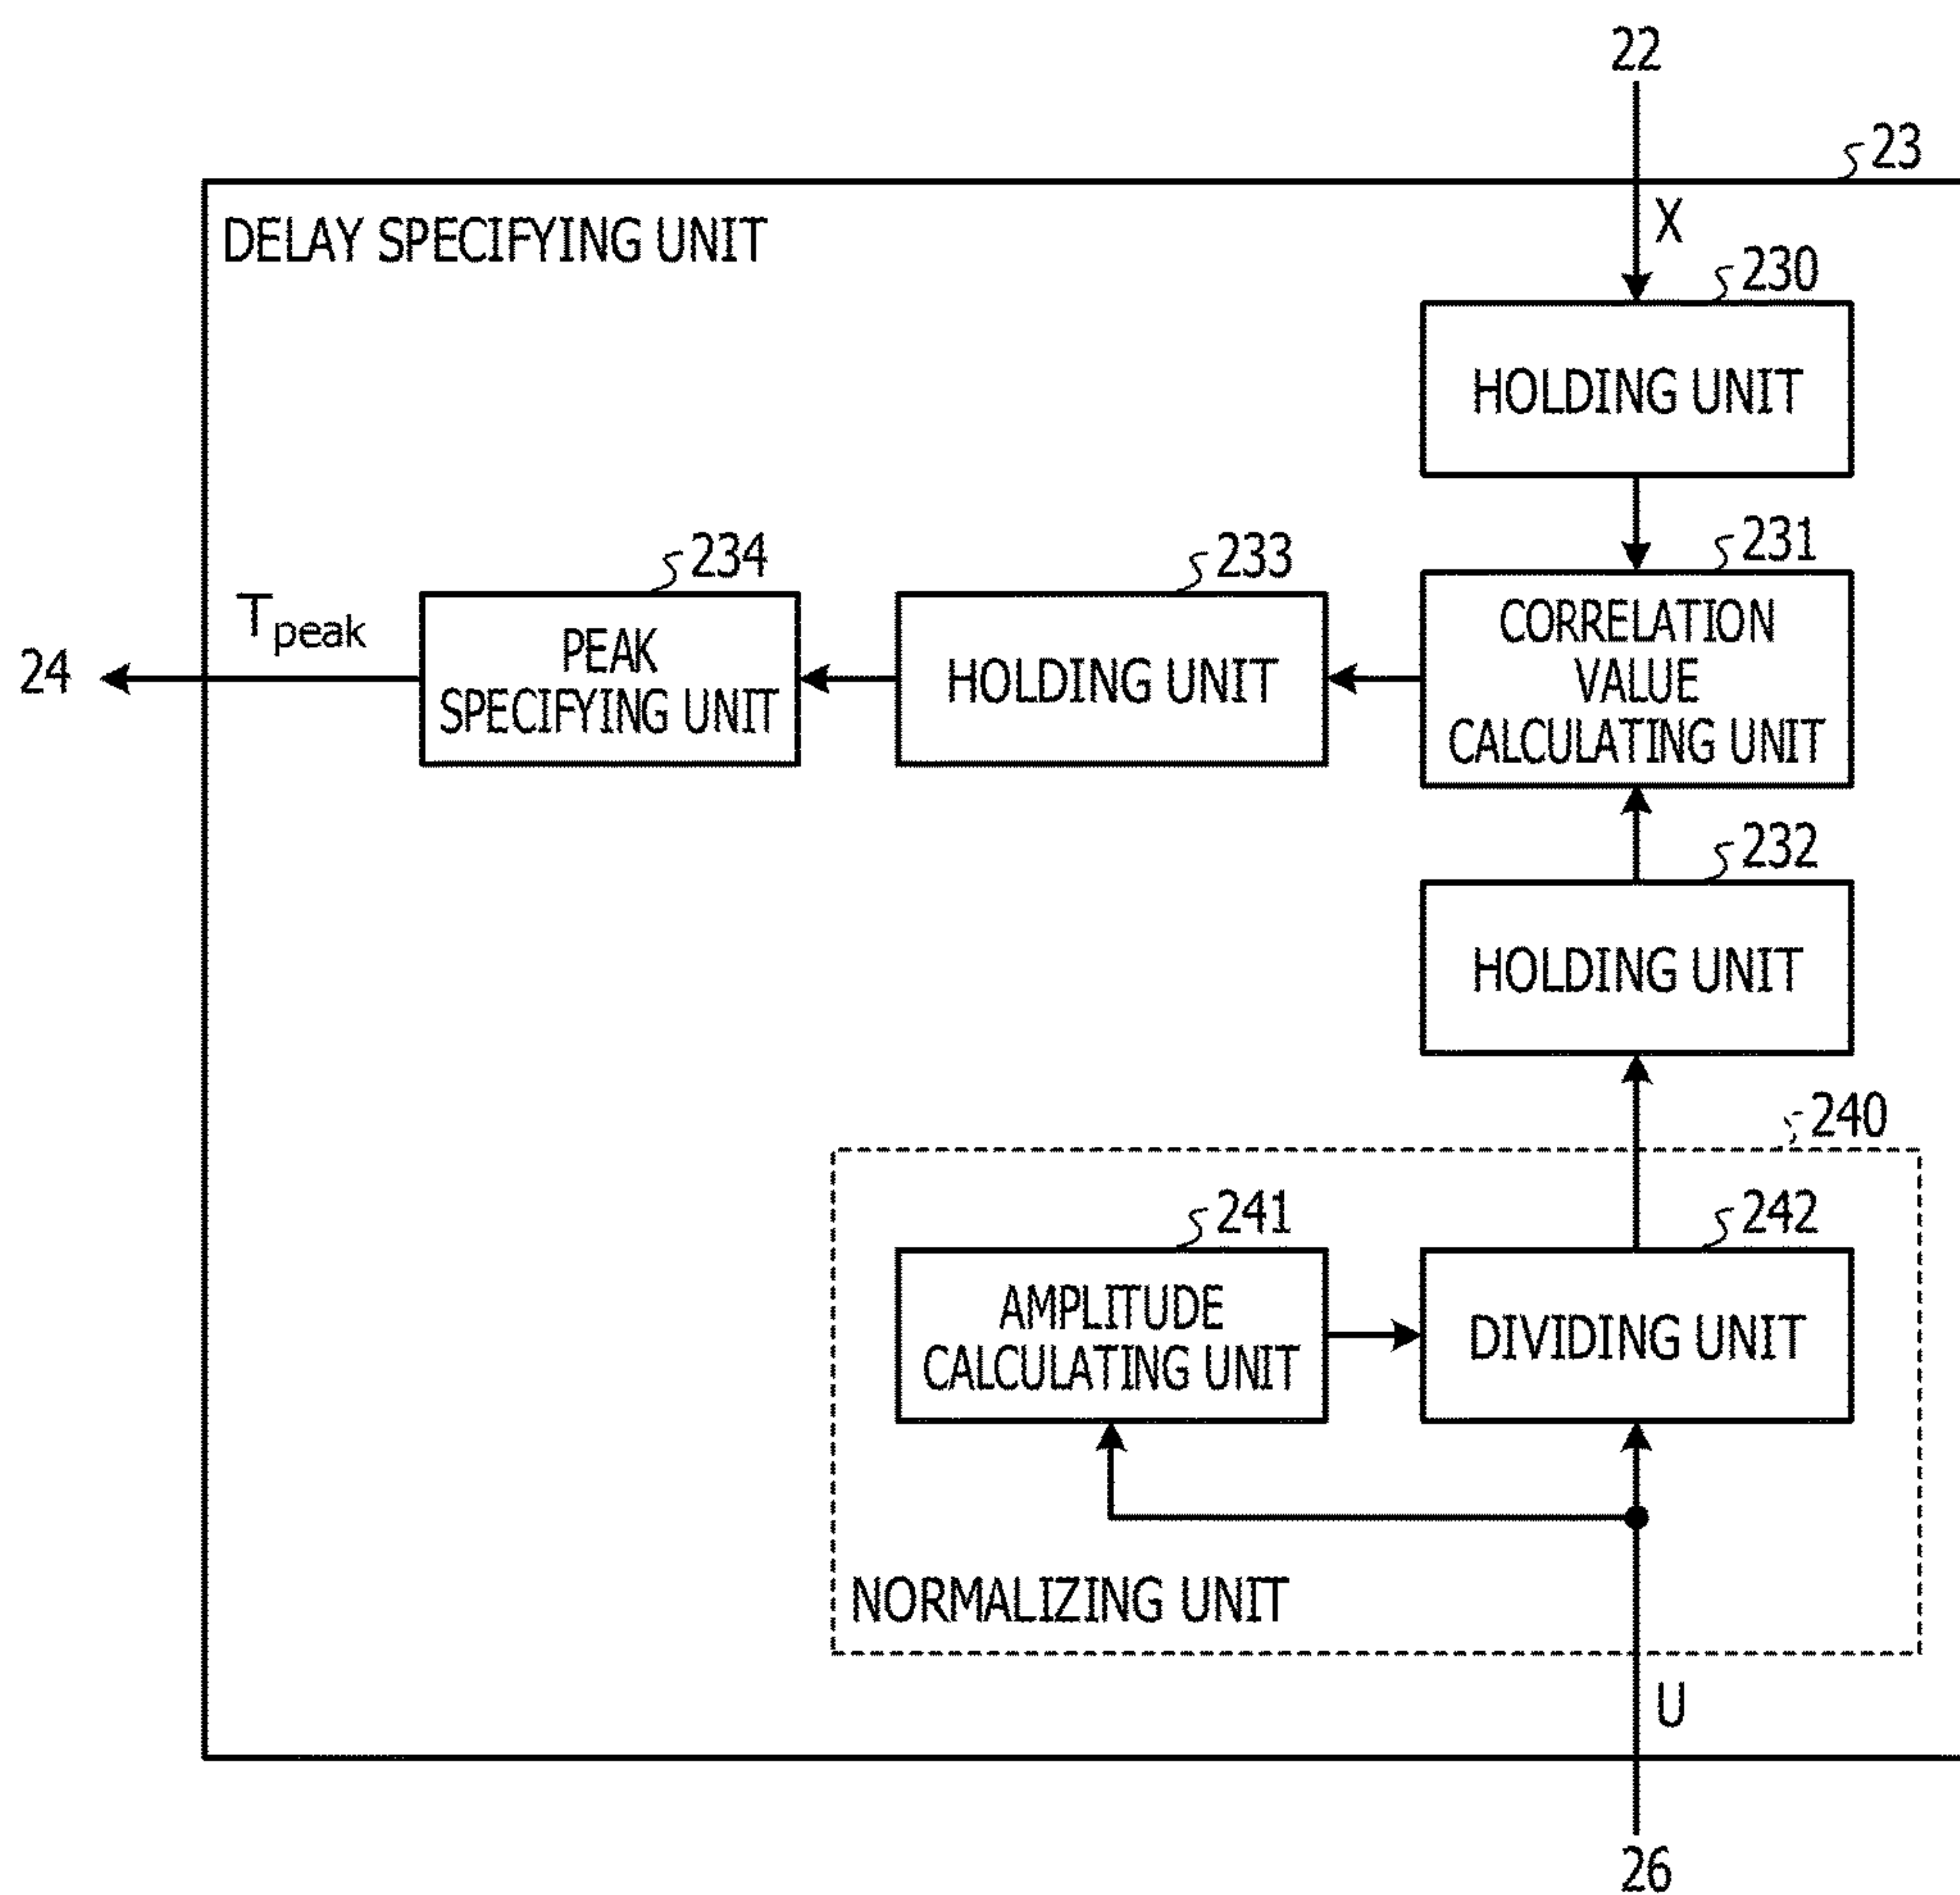 22
23
DELAY SPECIFYING UNIT
X
230
HOLDING UNIT
234
233
231
24
Tpeak
PEAK
SPECIFYING UNIT
HOLDING UNIT
CORRELATION
VALUE
CALCULATING UNIT
232
HOLDING UNIT
240
241
242
AMPLITUDE
CALCULATING UNIT
DIVIDING UNIT
NORMALIZING UNIT
U
26